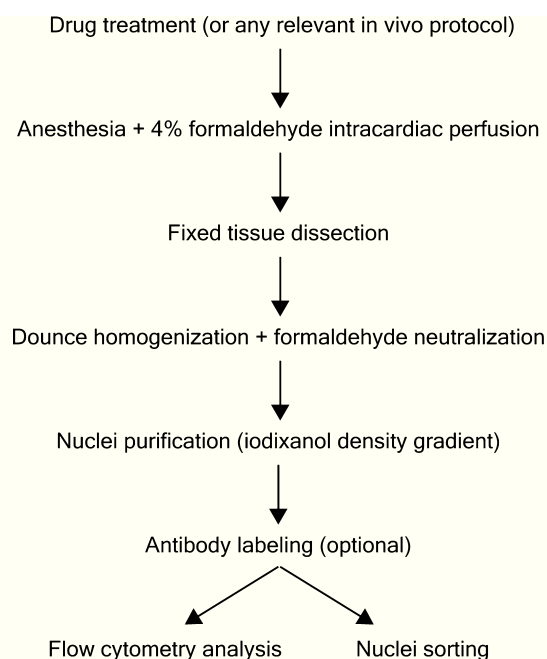 Drug treatment (or any relevant in vivo protocol)
Anesthesia + 4% formaldehyde intracardiac perfusion
Fixed tissue dissection
Dounce homogenization + formaldehyde neutralization
Nuclei purification (iodixanol density gradient)
Antibody labeling (optional)
Flow cytometry analysis
Nuclei sorting